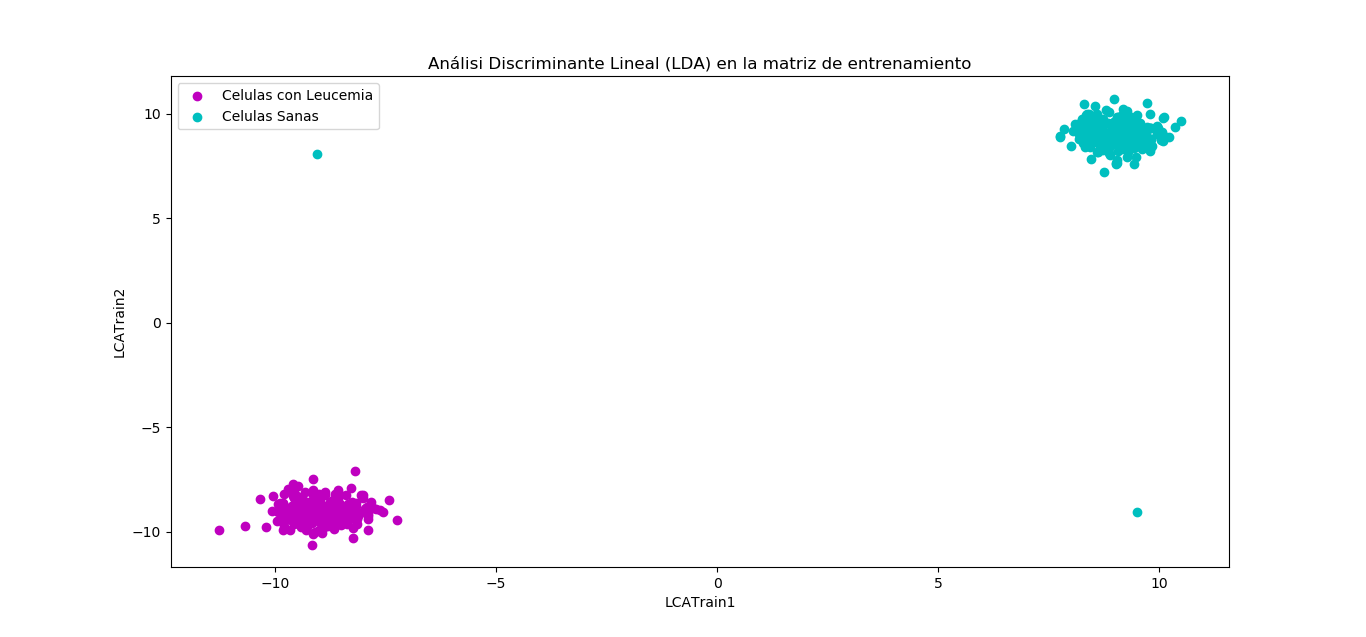 Análisi Discriminante Lineal (LDA) en la matriz de entrenamiento
Celulas con Leucemia
Celulas Sanas
10
5
0
−5
−10
LCATrain2
−10
−5
0
5
10
LCATrain1